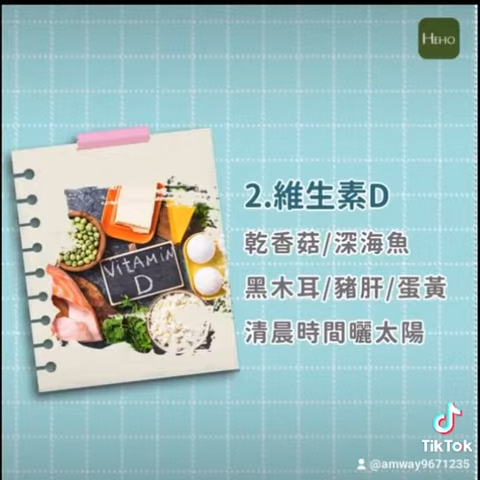 HEHO
2.維生素D
乾香菇/深海魚
黑木耳/豬肝/蛋黃
清晨時間曬太陽
VITAMIN
D
TikTok
@amway9671235